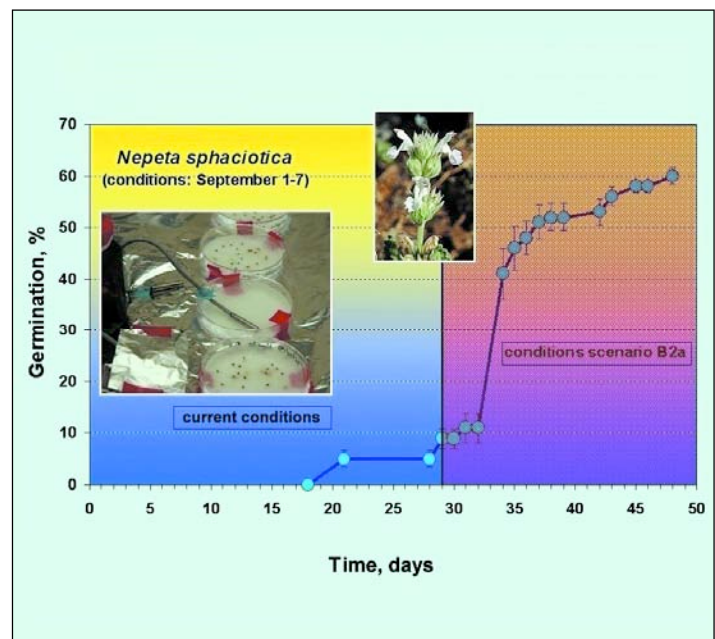 70
60
50
40
30
20
10
0
Germination, %
Nepeta sphaciotica
(conditions: September 1-7)
current conditions
conditions scenario B2a
0 5 10 15 20 25 30 35 40 45 50
Time, days